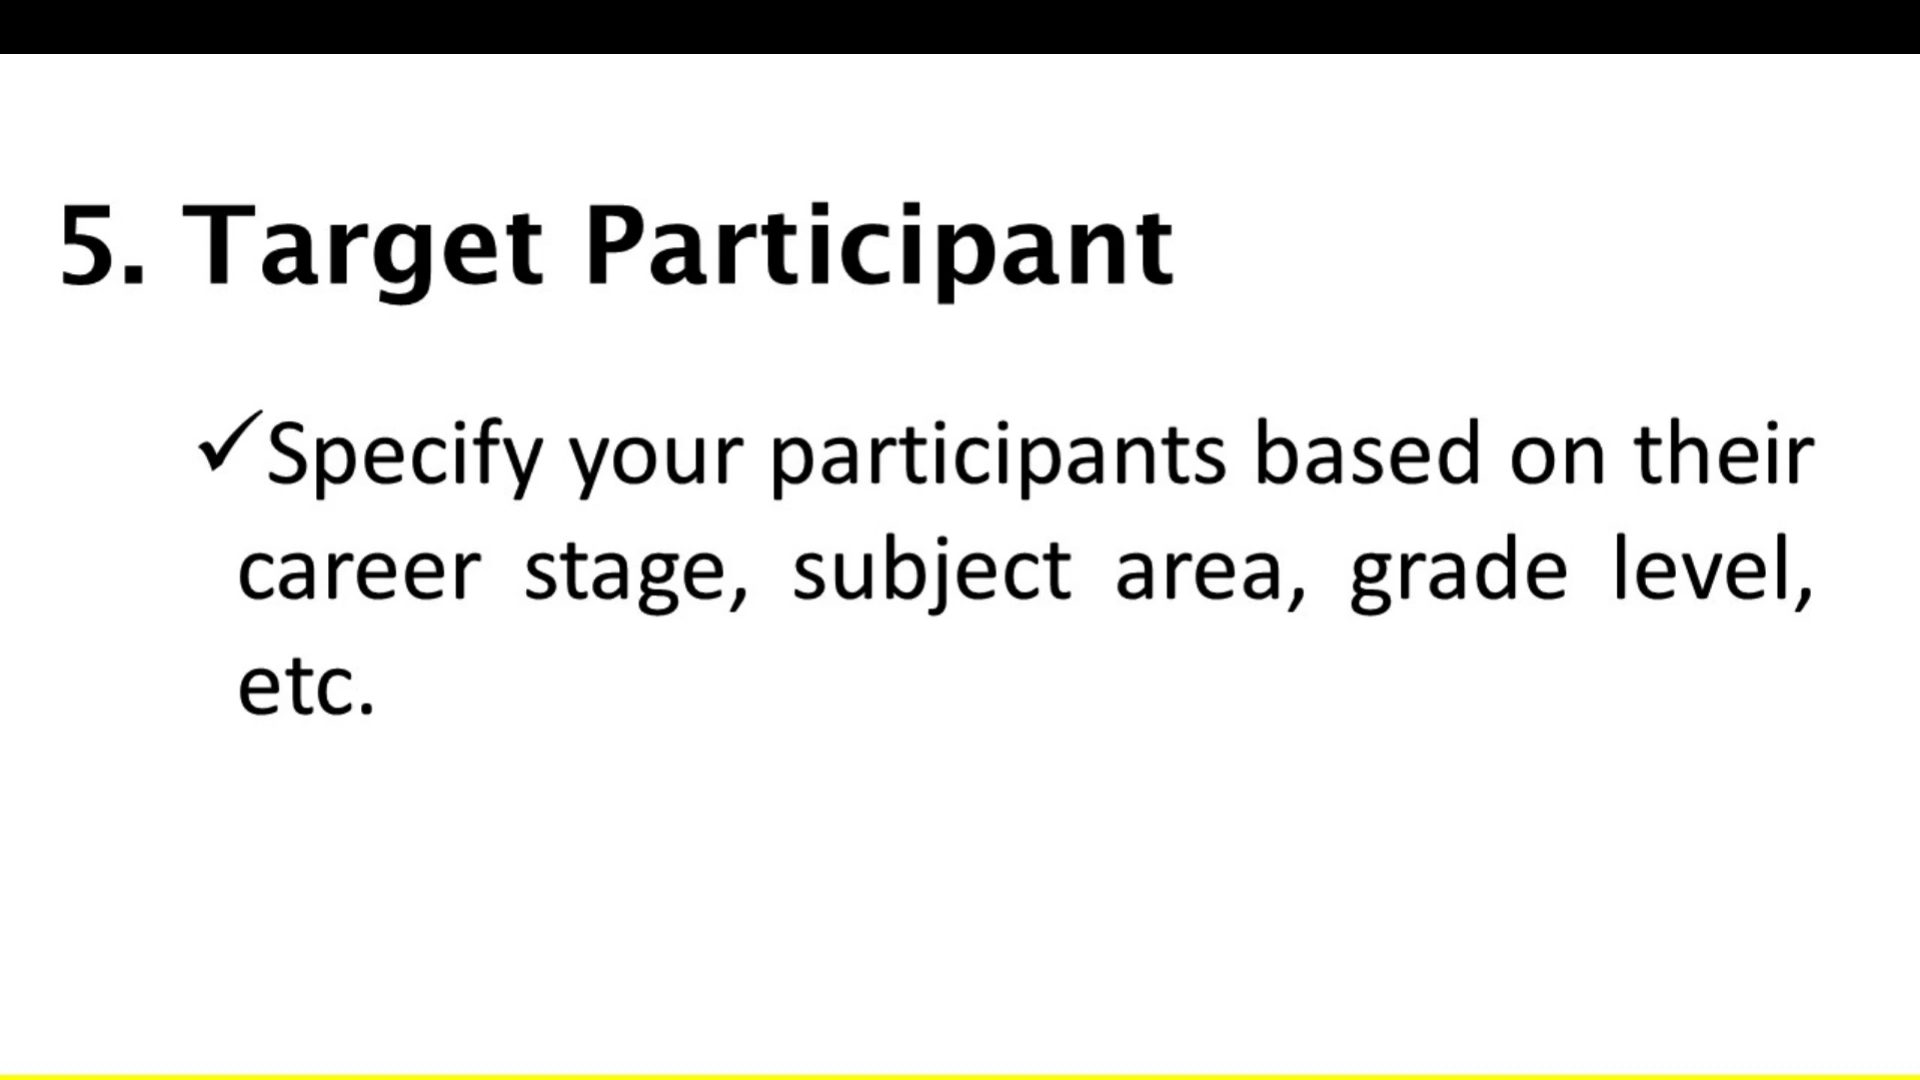 5. Target Participant
✓Specify your participants based on their
career stage, subject area, grade level,
etc.